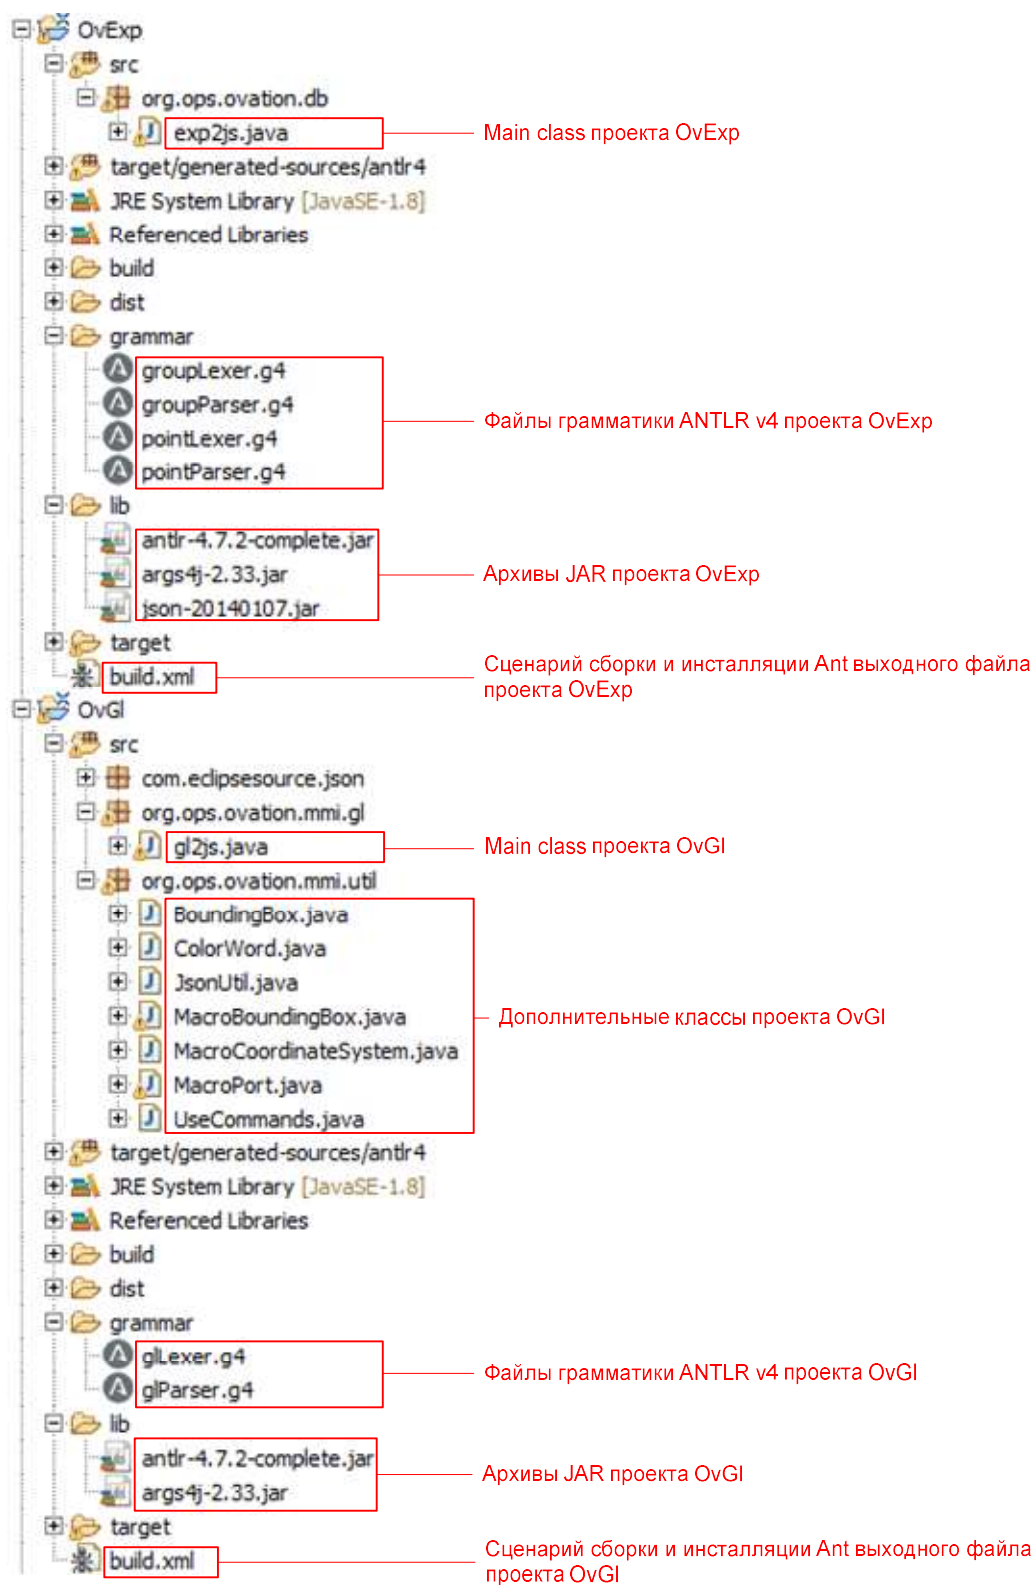 OvExp
src
org.ops.ovation.db
exp2js.java
Main class проекта OvExp
target/generated-sources/antlr4
JRE System Library [JavaSE-1.8]
Referenced Libraries
build
dist
grammar
groupLexer.g4
groupParser.g4
Файлы грамматики ANTLR v4 проекта OvExp
pointLexer.g4
pointParser.g4
lib
antlr-4.7.2-complete.jar
args4j-2.33.jar
Архивы JAR проекта OvExp
json-20140107.jar
target
build.xml
Сценарий сборки и инсталляции Ant выходного файла
проекта OvExp
OvGl
src
com.eclipsesource.json
org.ops.ovation.mmi.gl
gl2js.java
Main class проекта OvGl
org.ops.ovation.mmi.util
BoundingBox.java
ColorWord.java
JsonUtil.java
MacroBoundingBox.java
Дополнительные классы проекта OvGl
MacroCoordinateSystem.java
MacroPort.java
UseCommands.java
target/generated-sources/antlr4
JRE System Library [JavaSE-1.8]
Referenced Libraries
build
dist
grammar
glLexer.g4
Файлы грамматики ANTLR v4 проекта OvGl
glParser.g4
lib
antlr-4.7.2-complete.jar
Архивы JAR проекта OvGl
args4j-2.33.jar
target
build.xml
Сценарий сборки и инсталляции Ant выходного файла
проекта OvGl